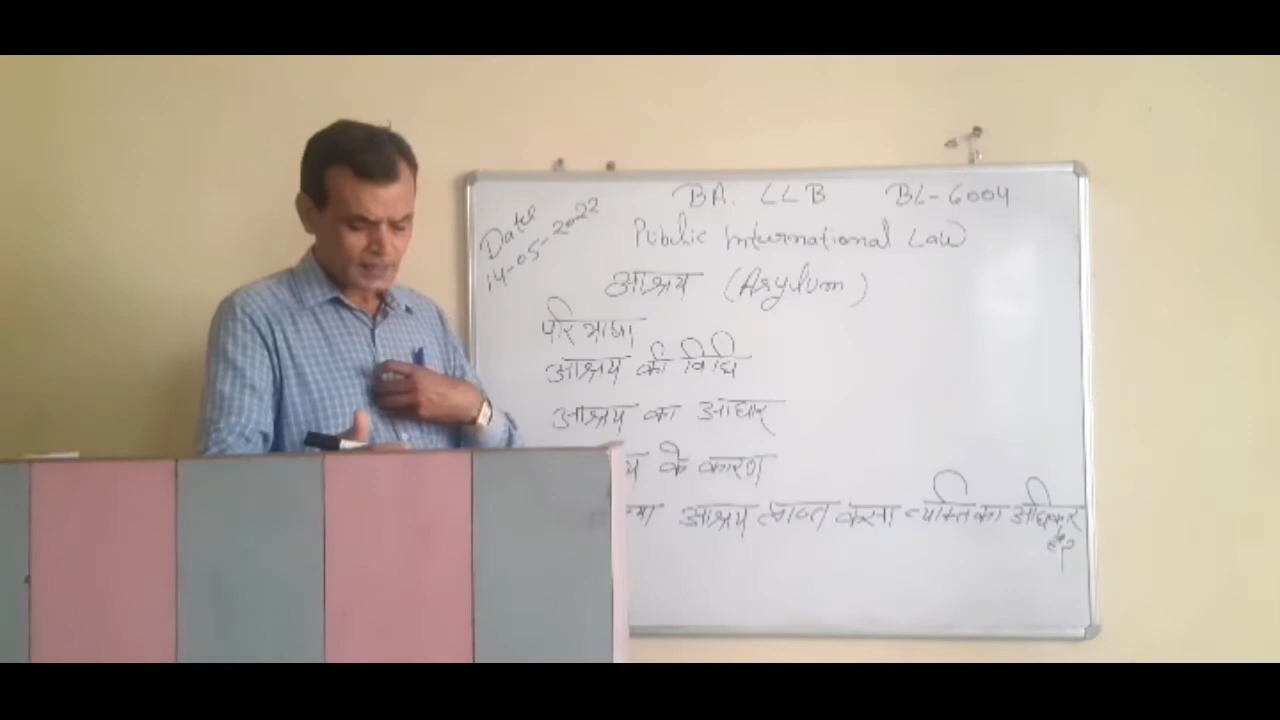 BA. LLB BL-6004
Date
14-05-2022
Public International Law
आश्रय (Asylum)
परिभाषा
आश्रय की विधि
आश्रय का आधार
य के कारण
क्या आश्रय प्राप्त करना व्यक्ति का अधिकार
है?